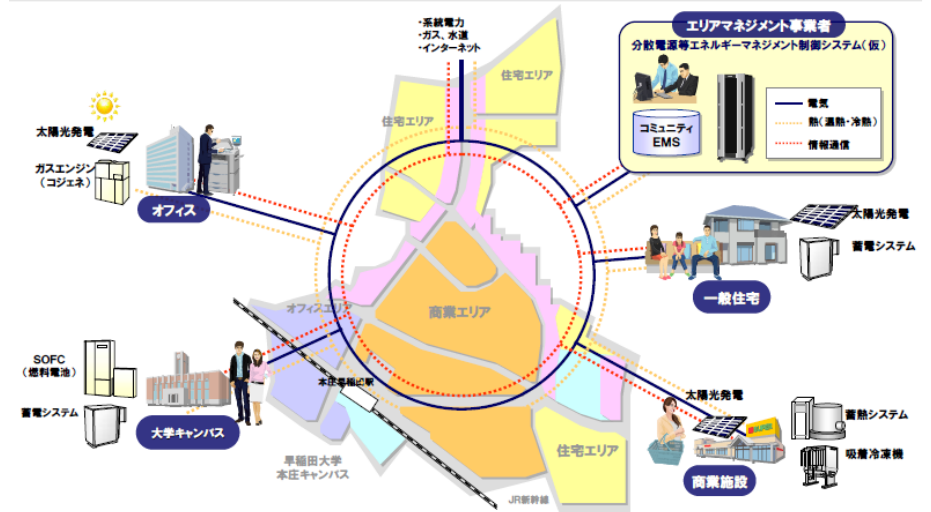 ・系統電力
・ガス、水道
・インターネット
エリアマネジメント事業者
分散電源等エネルギーマネジメント制御システム(仮)
コミュニティ
EMS
電気
熱(温熱・冷熱)
情報通信
住宅エリア
住宅エリア
太陽光発電
ガスエンジン
(コジェネ)
オフィス
太陽光発電
蓄電システム
一般住宅
オフィスエリア
商業エリア
SOFC
(燃料電池)
蓄電システム
大学キャンパス
本庄早稲田駅
早稲田大学
本庄キャンパス
JR新幹線
住宅エリア
太陽光発電
蓄熱システム
吸着冷凍機
商業施設